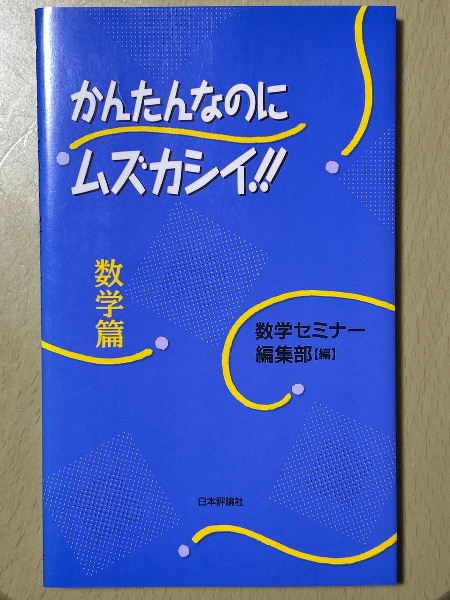 かんたんなのに
ムズカシイ!!
数学篇
数学セミナー
編集部【編】
日本評論社